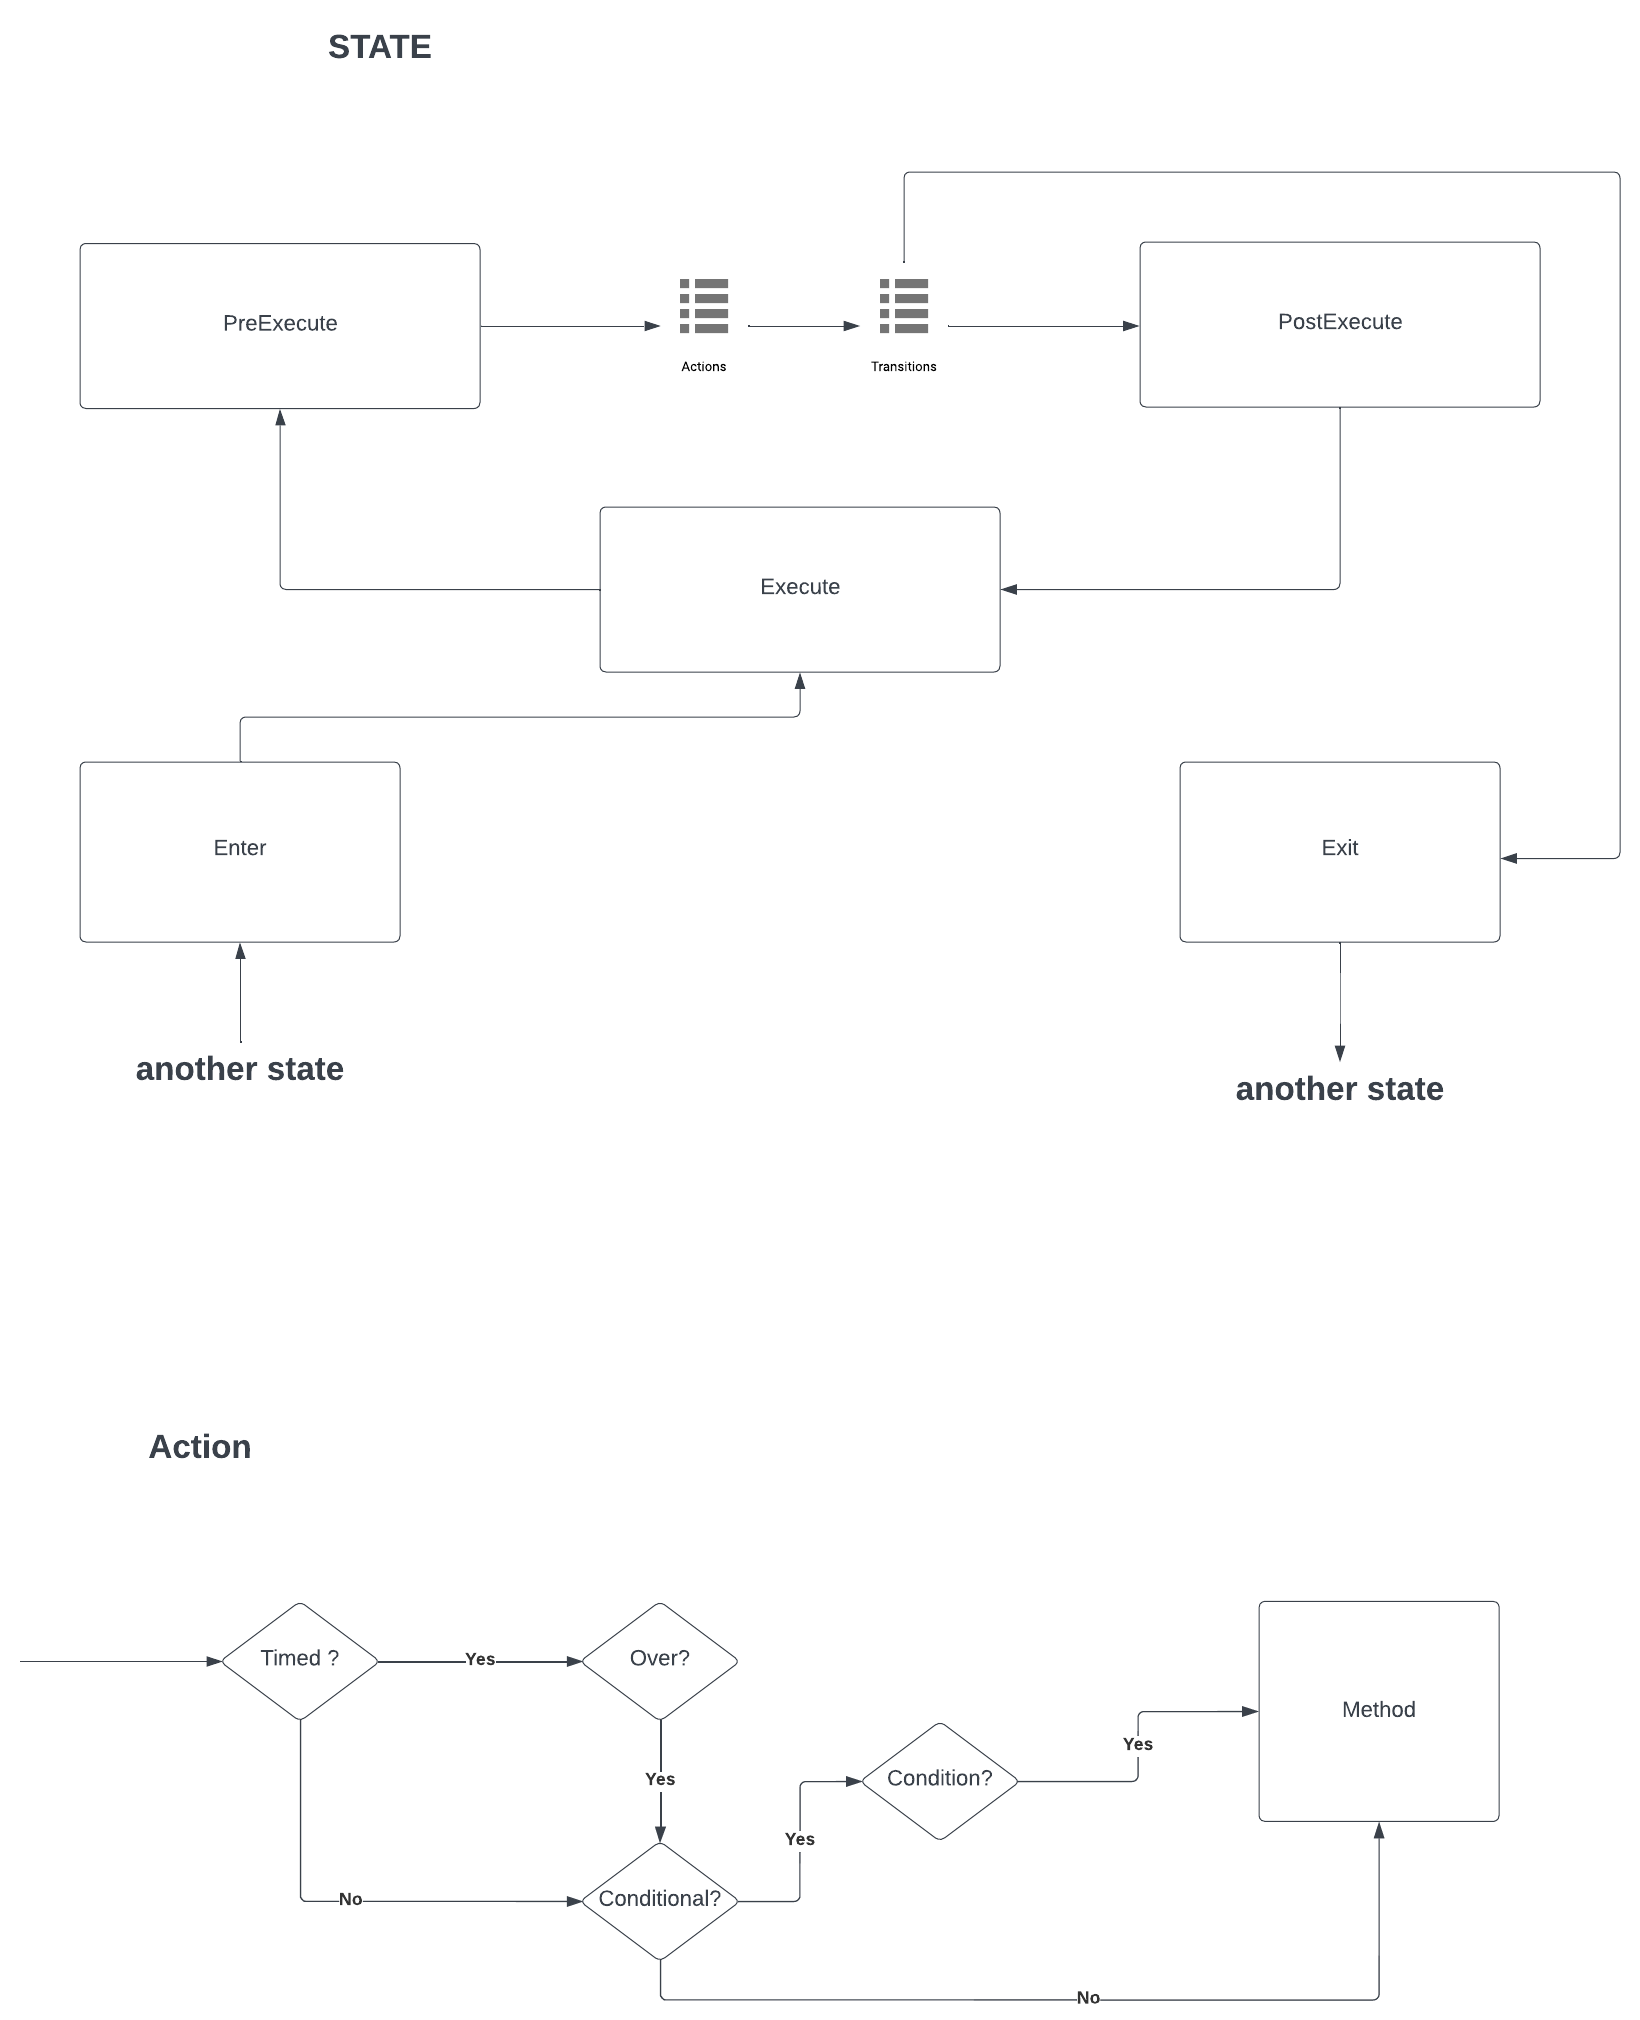 STATE
PreExecute
Actions
Transitions
PostExecute
Execute
Enter
Exit
another state
another state
Action
Timed ?
Yes
Over?
Yes
Condition?
Yes
Method
Yes
No
Conditional?
No